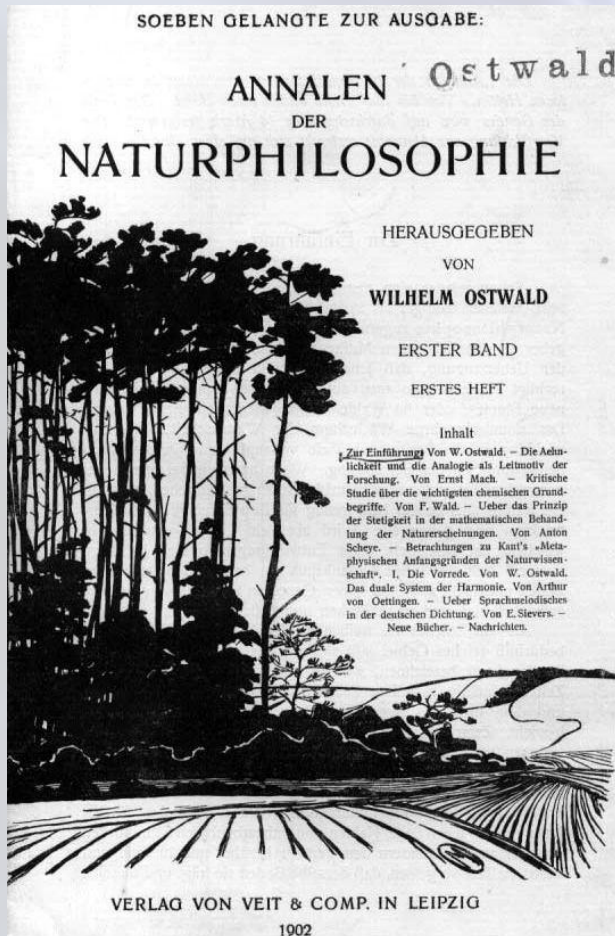 SOEBEN GELANGTE ZUR AUSGABE:
Ostwald
ANNALEN
DER
NATURPHILOSOPHIE
HERAUSGEGEBEN
VON
WILHELM OSTWALD
ERSTER BAND
ERSTES HEFT
Inhalt
Zur Einführung. Von W. Ostwald. – Die Aehn-
lichkeit und die Analogie als Leitmotiv der
Forschung. Von Ernst Mach. – Kritische
Studie über die wichtigsten chemischen Grund-
begriffe. Von F. Wald. – Ueber das Prinzip
der Stetigkeit in der mathematischen Behand-
lung der Naturerscheinungen. Von Anton
Scheye. – Betrachtungen zu Kant's „Meta-
physischen Anfangsgründen der Naturwissen-
schaft“. I. Die Vorrede. Von W. Ostwald.
Das duale System der Harmonie. Von Arthur
von Oettingen. – Ueber Sprachmelodisches
in der deutschen Dichtung. Von E. Sievers. –
Neue Bücher. – Nachrichten.
VERLAG VON VEIT & COMP. IN LEIPZIG
1902